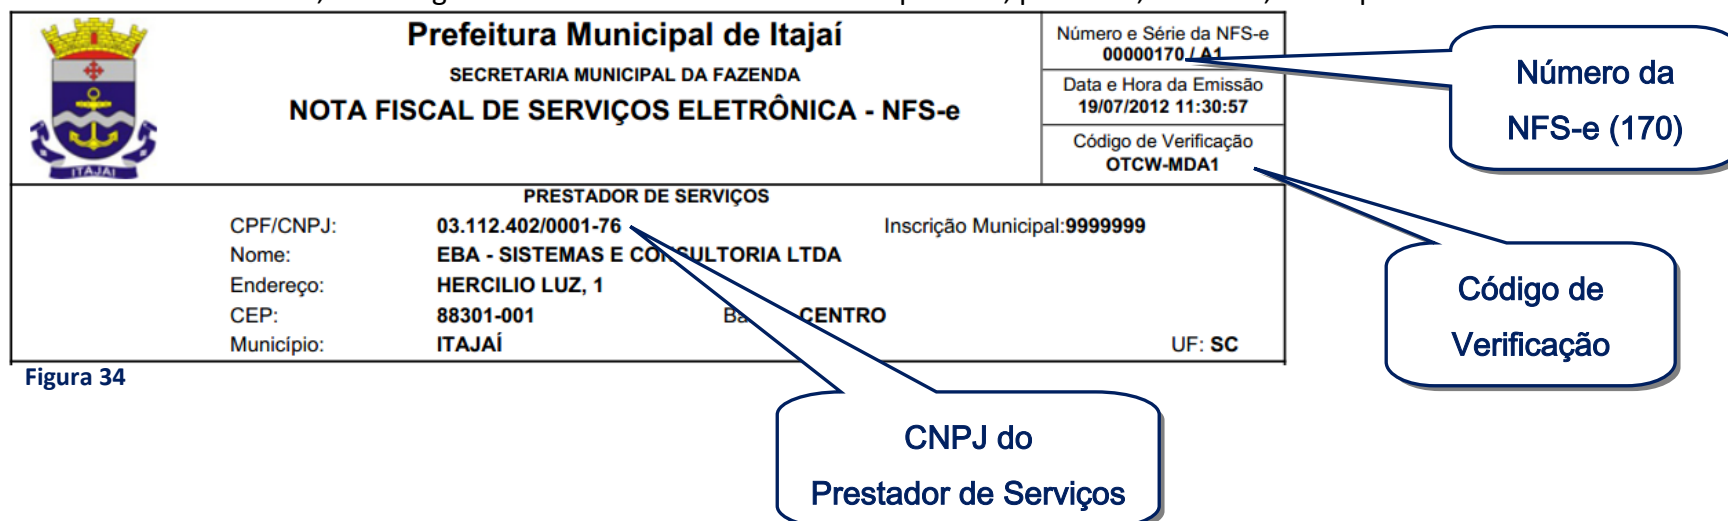 Prefeitura Municipal de Itajaí
SECRETARIA MUNICIPAL DA FAZENDA
NOTA FISCAL DE SERVIÇOS ELETRÔNICA - NFS-e
ITAJAÍ
Número e Série da NFS-e
00000170 / A1
Data e Hora da Emissão
19/07/2012 11:30:57
Código de Verificação
OTCW-MDA1
Número da
NFS-e (170)
PRESTADOR DE SERVIÇOS
CPF/CNPJ: 03.112.402/0001-76 Inscrição Municipal:9999999
Nome: EBA - SISTEMAS E CONSULTORIA LTDA
Endereço: HERCILIO LUZ, 1
CEP: 88301-001 CENTRO
Município: ITAJAÍ UF: SC
Código de
Verificação
Figura 34
CNPJ do
Prestador de Serviços